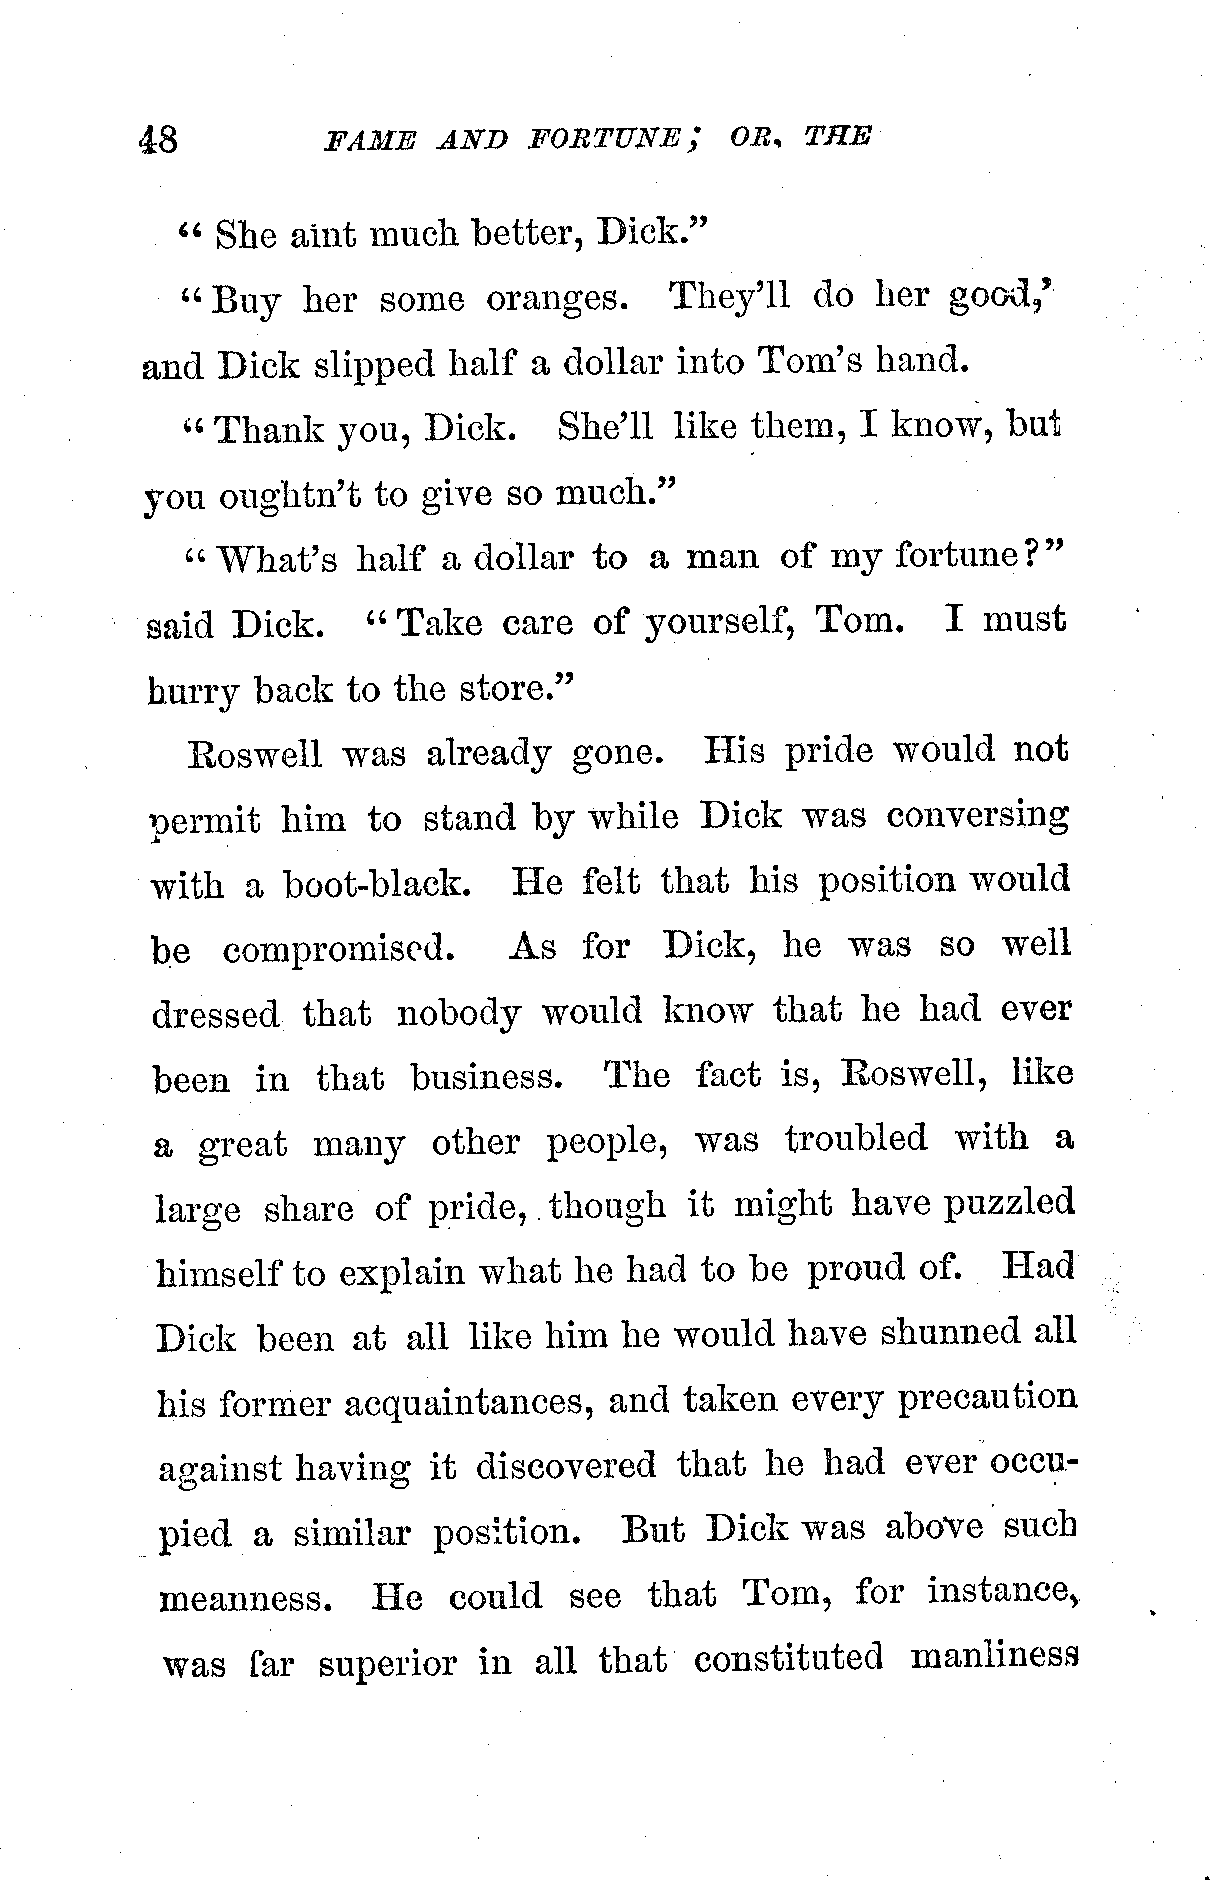 48 FAME AND FORTUNE; OR, THE
“ She aint much better, Dick.”
“ Buy her some oranges. They’ll do her good,’
and Dick slipped half a dollar into Tom’s hand.
“ Thank you, Dick. She’ll like them, I know, but
you oughtn’t to give so much.”
“ What’s half a dollar to a man of my fortune?”
said Dick. “ Take care of yourself, Tom. I must
hurry back to the store.”
Roswell was already gone. His pride would not
permit him to stand by while Dick was conversing
with a boot-black. He felt that his position would
be compromised. As for Dick, he was so well
dressed that nobody would know that he had ever
been in that business. The fact is, Roswell, like
a great many other people, was troubled with a
large share of pride, though it might have puzzled
himself to explain what he had to be proud of. Had
Dick been at all like him he would have shunned all
his former acquaintances, and taken every precaution
against having it discovered that he had ever occu-
pied a similar position. But Dick was above such
meanness. He could see that Tom, for instance,
was far superior in all that constituted manliness